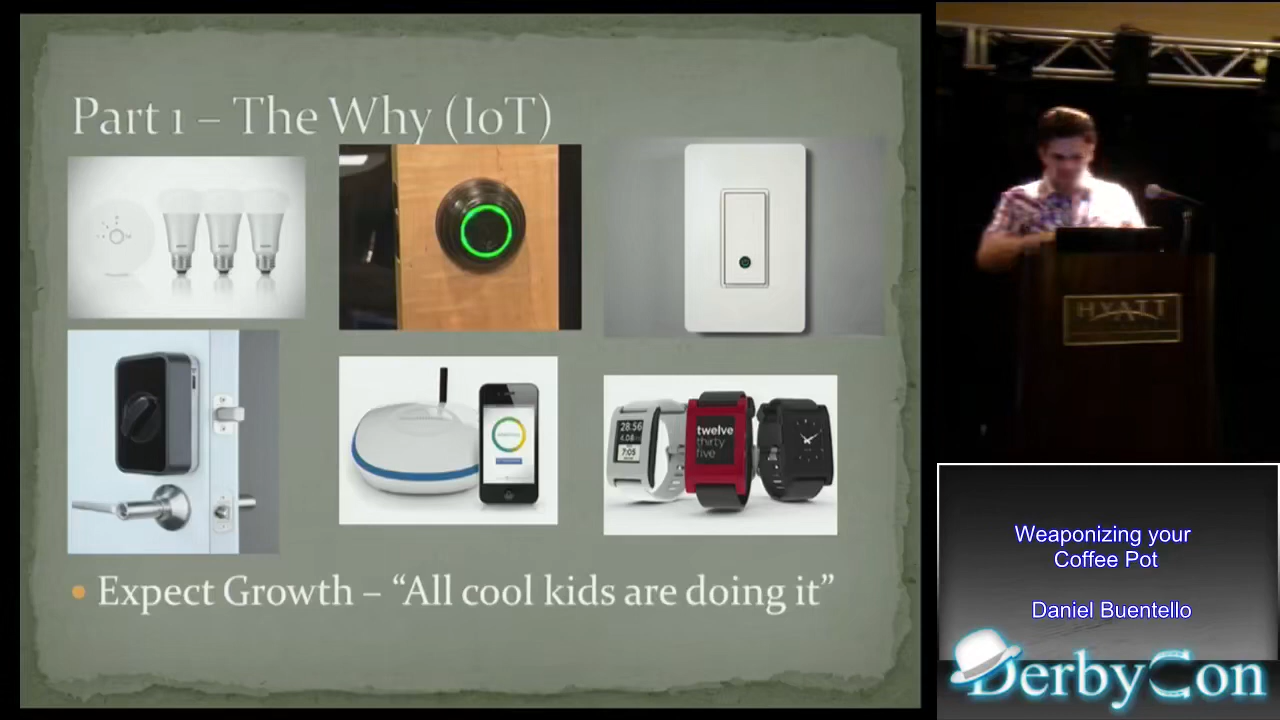 Part 1 – The Why (IoT)
28:56
4.08
7:05
twelve
thirty
five
Expect Growth – “All cool kids are doing it”
HYATT
Weaponizing your
Coffee Pot
Daniel Buentello
DerbyCon